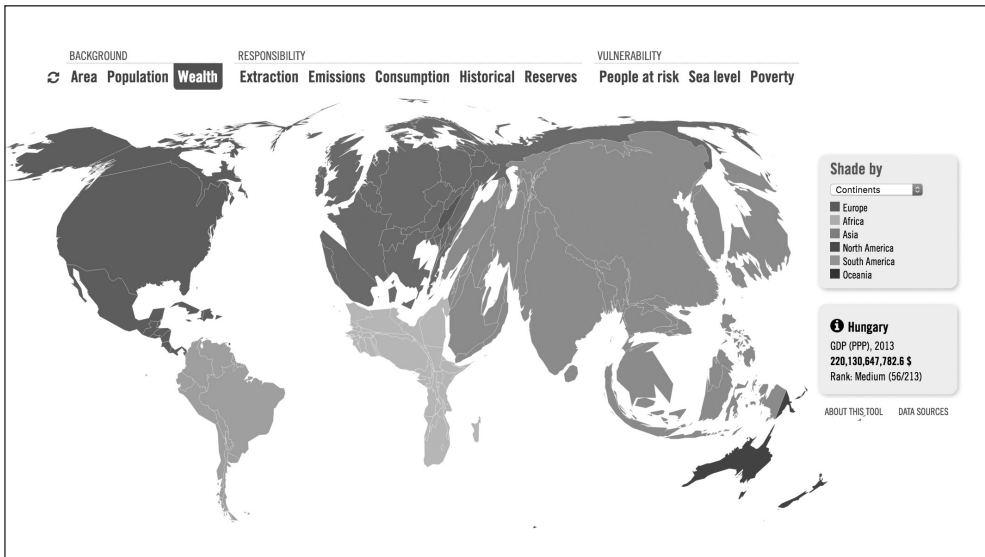 BACKGROUND
RESPONSIBILITY
VULNERABILITY
Area Population Wealth
Extraction Emissions Consumption Historical Reserves
People at risk Sea level Poverty
Shade by
Continents
Europe
Africa
Asia
North America
South America
Oceania
Hungary
GDP (PPP), 2013
220,130,647,782.6 $
Rank: Medium (56/213)
ABOUT THIS TOOL DATA SOURCES